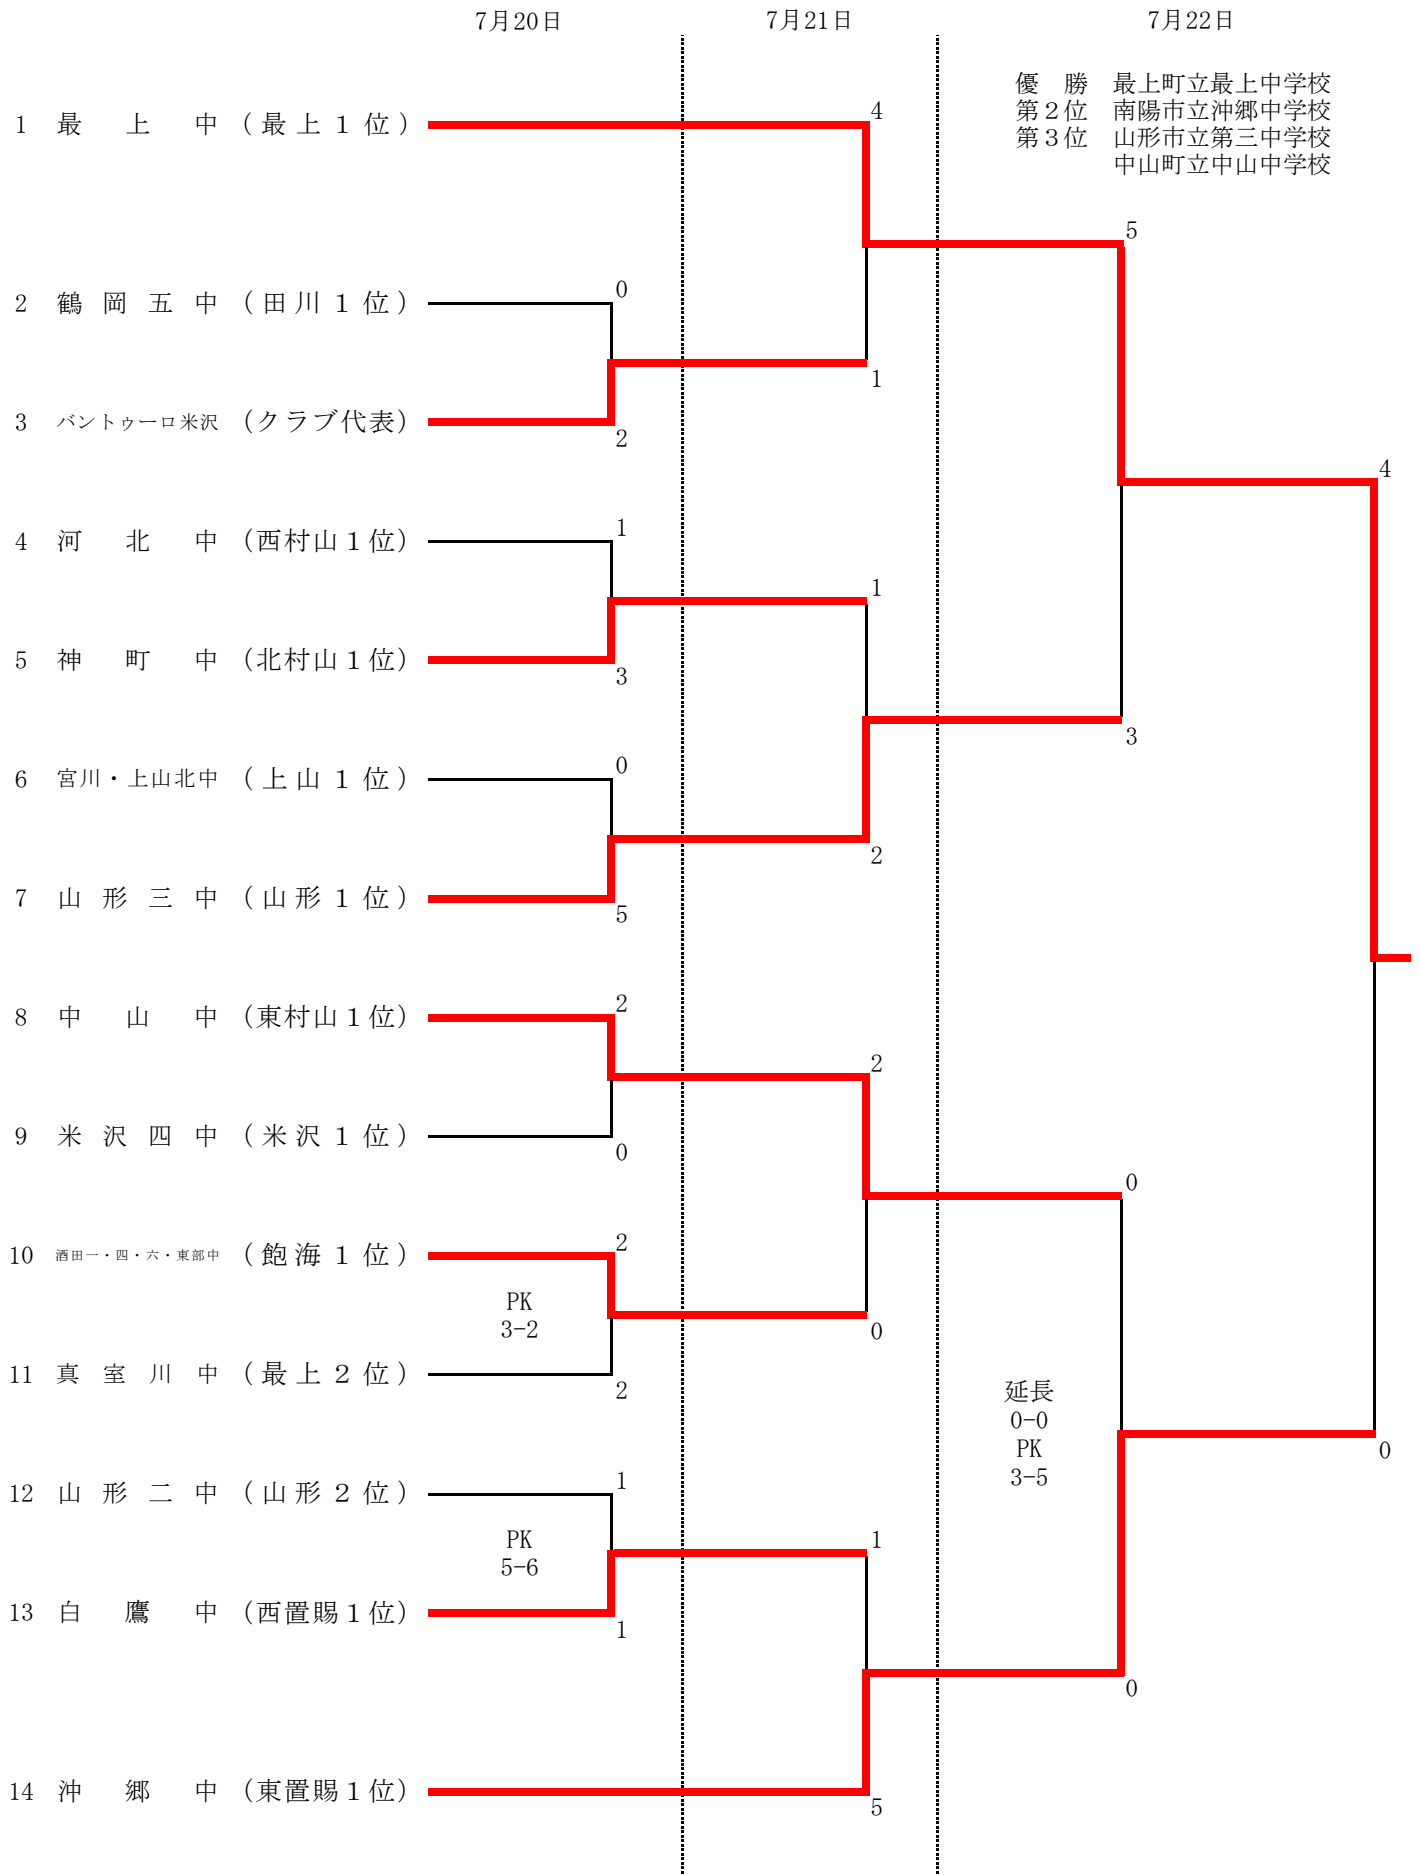 7月20日 7月21日 7月22日
優　勝　最上町立最上中学校
第２位　南陽市立沖郷中学校
第３位　山形市立第三中学校
中山町立中山中学校
4
1 最上中 (最上１位)
5
0
2 鶴岡五中 (田川１位)
1
3 バントゥーロ米沢 (クラブ代表)
2
4
1
4 河北中 (西村山１位)
1
5 神町中 (北村山１位)
3
3
0
6 宮川・上山北中 (上山１位)
2
7 山形三中 (山形１位)
5
2
8 中山中 (東村山１位)
2
9 米沢四中 (米沢１位)
0
0
2
10 酒田一・四・六・東部中 (飽海１位)
PK
3-2
0
11 真室川中 (最上２位)
2
延長
0-0
PK
3-5
0
1
12 山形二中 (山形２位)
PK
5-6
1
13 白鷹中 (西置賜１位)
1
0
14 沖郷中 (東置賜１位)
5